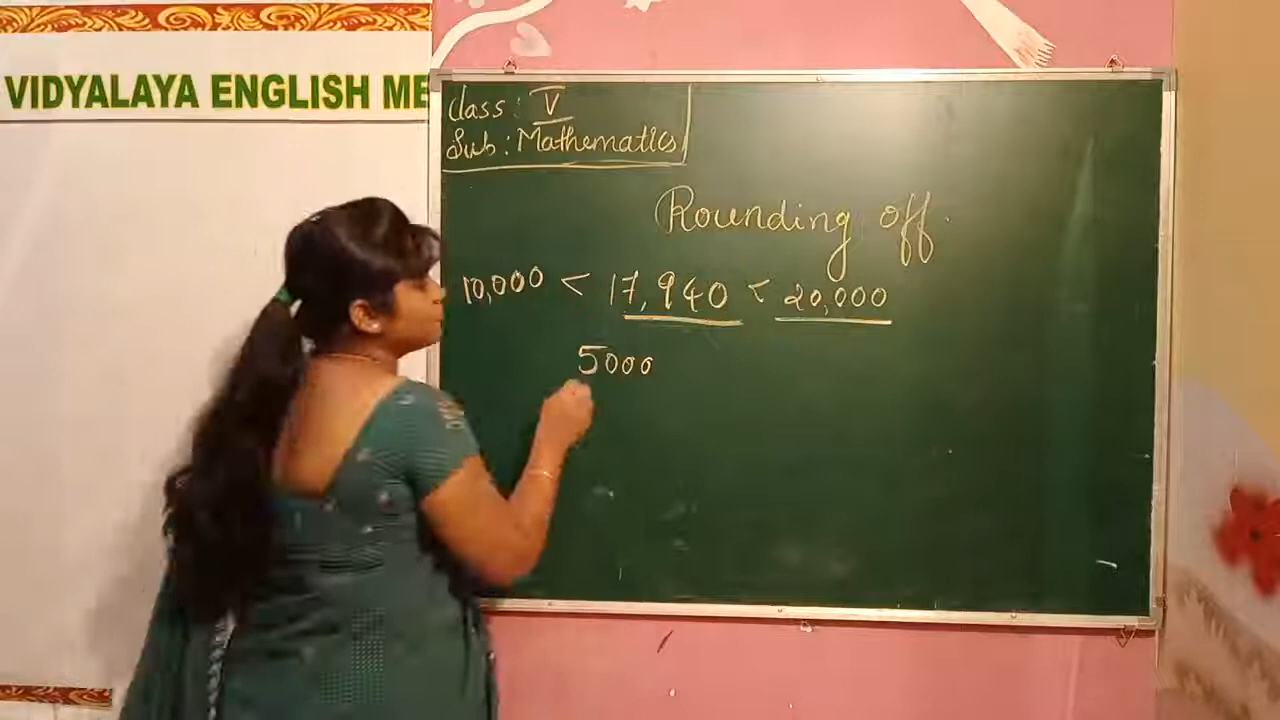 VIDYALAYA ENGLISH ME
Class : V
Sub : Mathematics
Rounding off.
10,000 < 17,940 < 20,000
5000